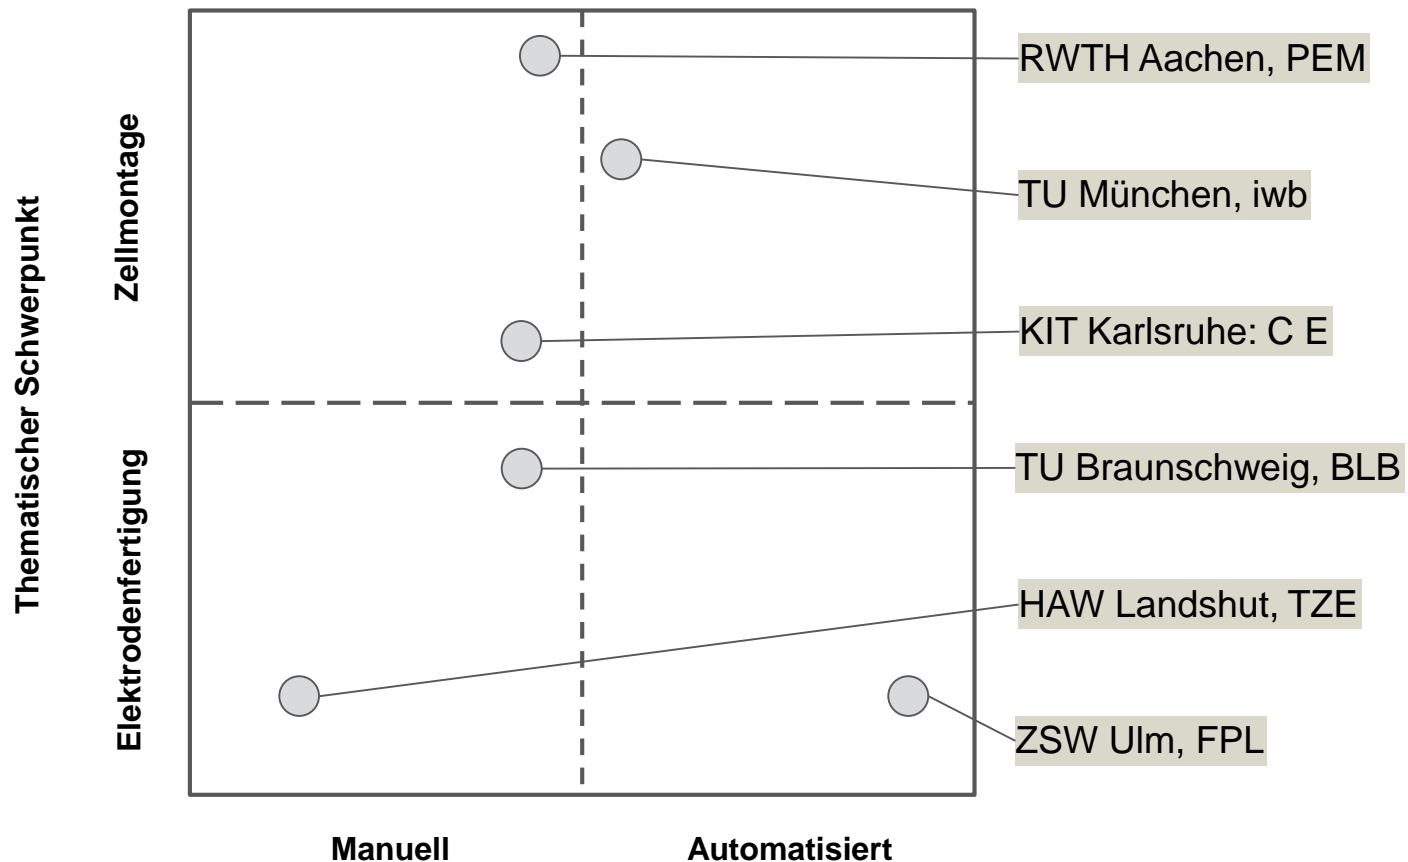 Thematischer Schwerpunkt
Zellmontage
Elektrodenfertigung
RWTH Aachen, PEM
TU München, iwb
KIT Karlsruhe: C E
TU Braunschweig, BLB
HAW Landshut, TZE
ZSW Ulm, FPL
Manuell
Automatisiert